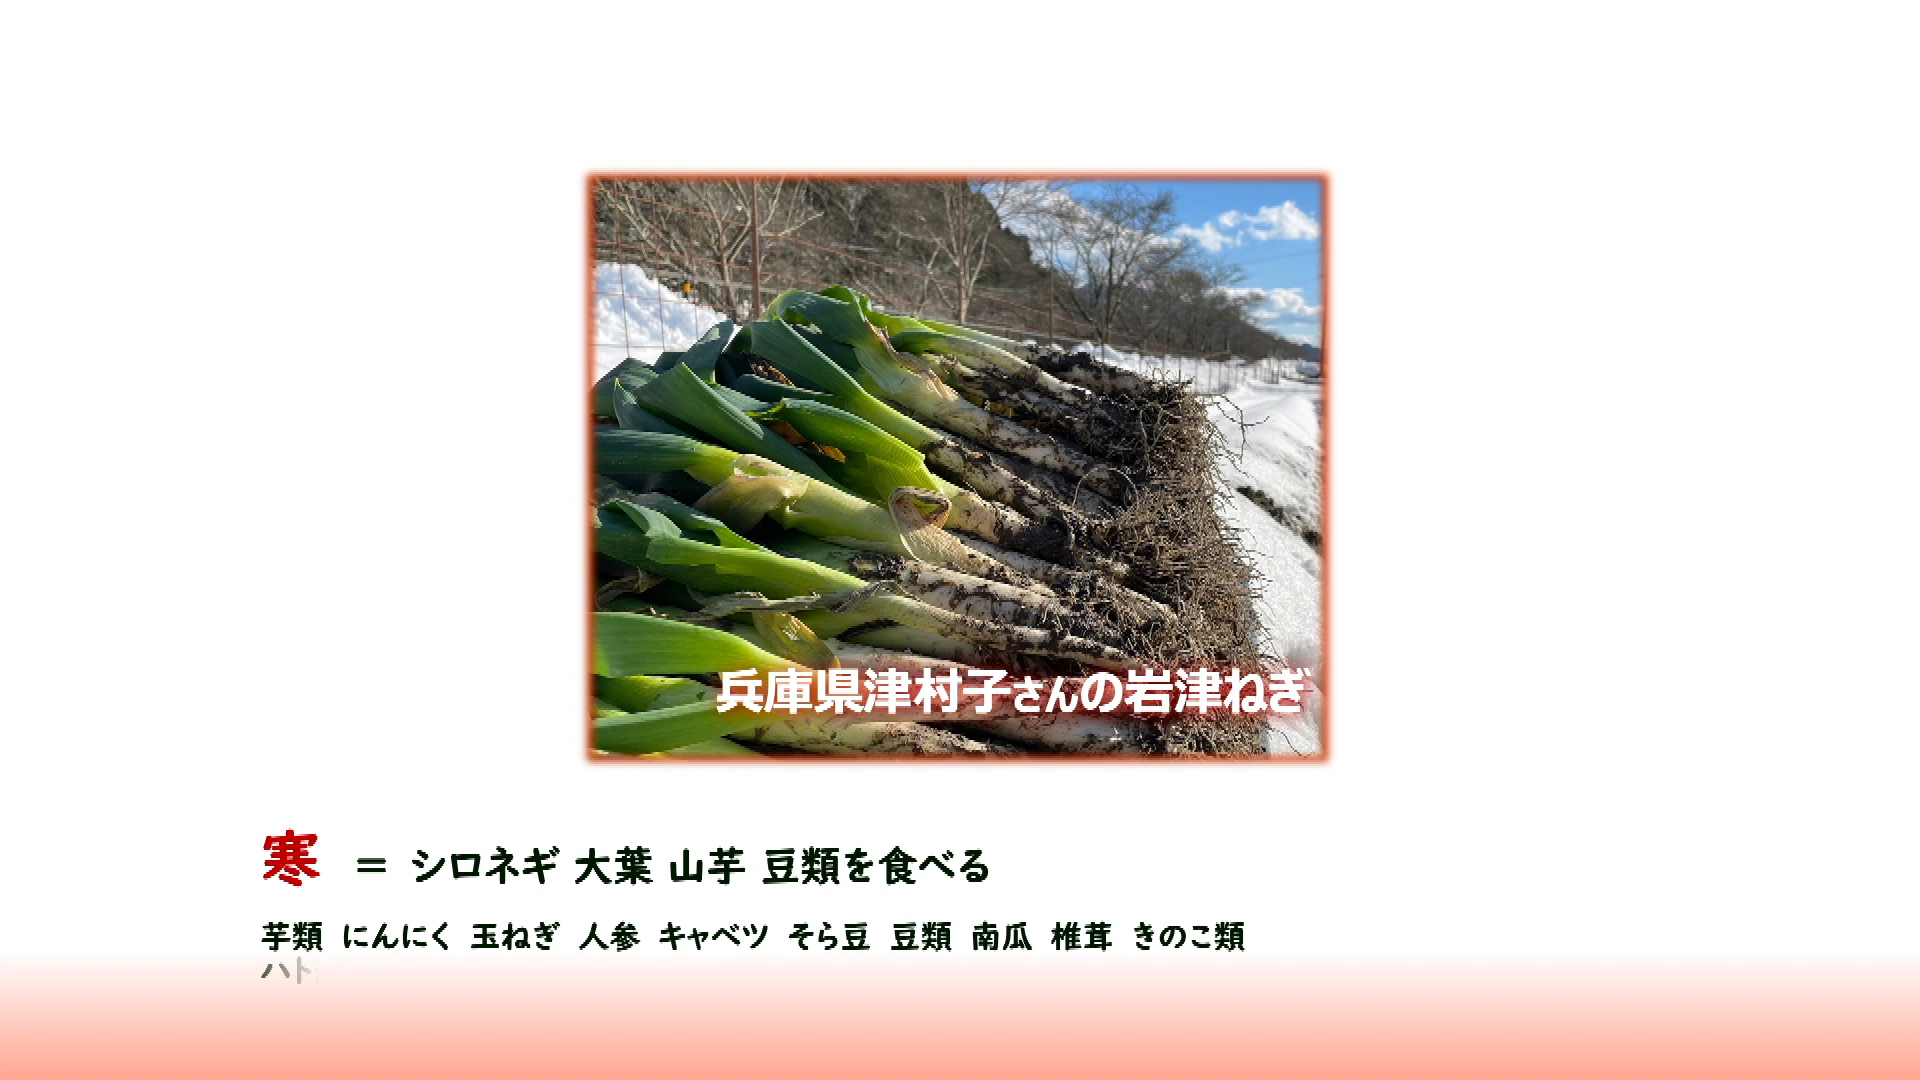 兵庫県津村子さんの岩津ねぎ
寒 = シロネギ 大葉 山芋 豆類を食べる
芋類 にんにく 玉ねぎ 人参 キャベツ そら豆 豆類 南瓜 椎茸 きのこ類
ハト